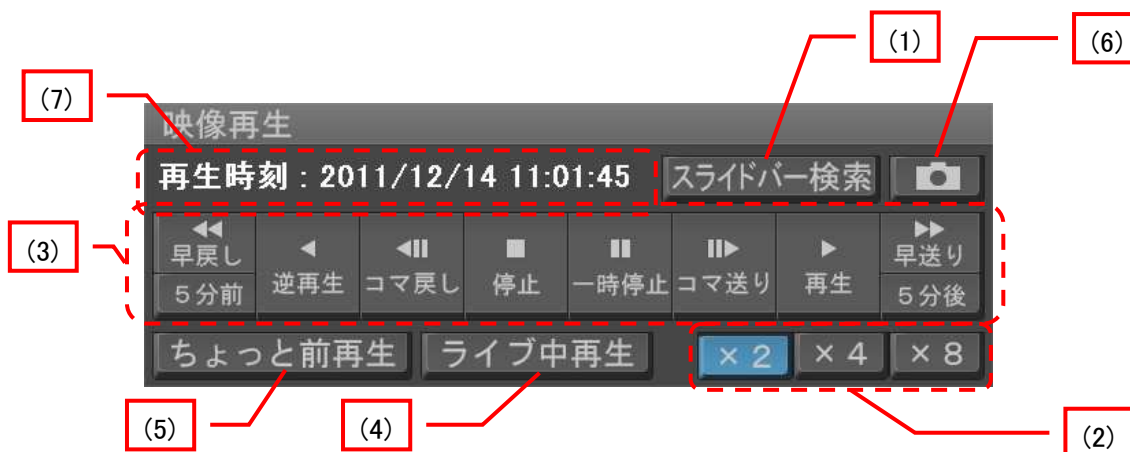 (1)
(6)
(7)
映像再生
再生時刻：2011/12/14 11:01:45 スライドバー検索
(3)
早戻し 逆再生 コマ戻し 停止 一時停止 コマ送り 再生 早送り
5分前 5分後
ちょっと前再生 ライブ中再生 ×2 ×4 ×8
(5)
(4)
(2)